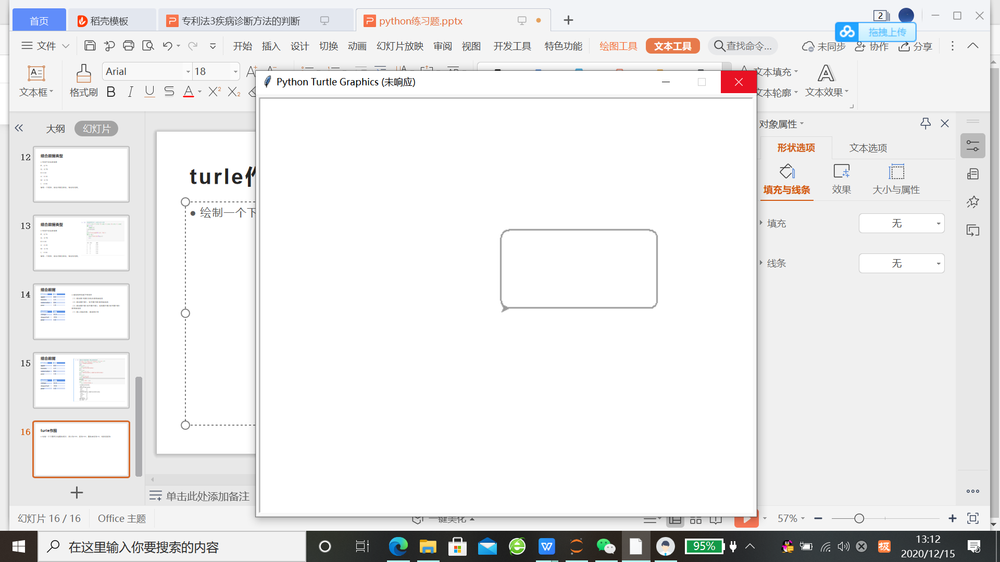 首页
稻壳模板
专利法3疾病诊断方法的判断
python练习题.pptx
2
拖拽上传
文件
开始 插入 设计 切换 动画 幻灯片放映 审阅 视图 开发工具 特色功能
绘图工具
文本工具
查找命令...
未同步 协作 分享
文本框
格式刷
Arial
18
文本填充
文本轮廓
文本效果
Python Turtle Graphics (未响应)
大纲 幻灯片
12
组合数据类型
13
组合数据类型
14
组合数据
15
组合数据
16
turle作图
turle作
绘制一个下
对象属性
形状选项 文本选项
填充与线条 效果 大小与属性
填充 无
线条 无
单击此处添加备注
幻灯片 16 / 16
Office 主题
一键美化
57%
在这里输入你要搜索的内容
95%
极
13:12
2020/12/15